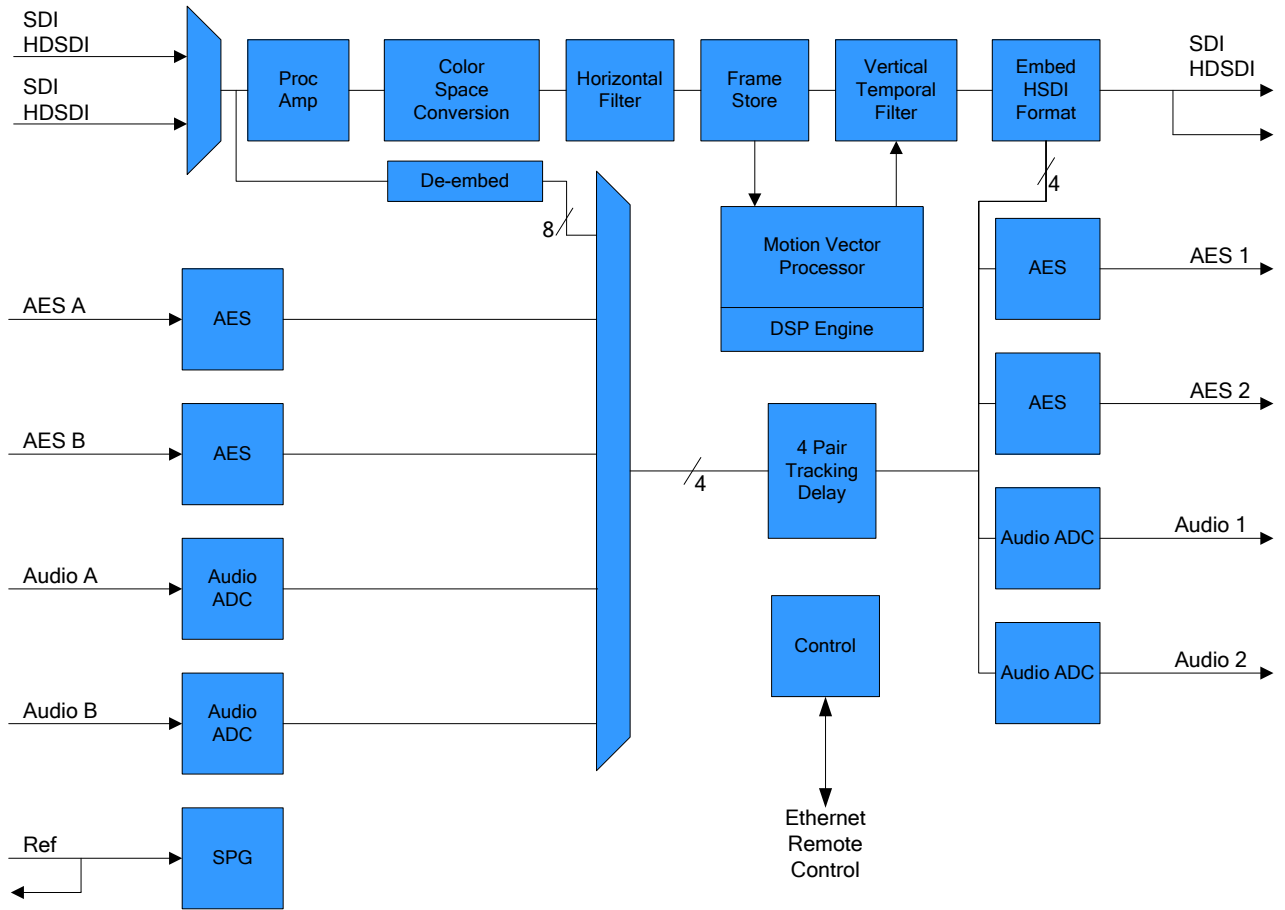 SDI
HDSDI
SDI
HDSDI
Proc
Amp
Color
Space
Conversion
Horizontal
Filter
Frame
Store
Vertical
Temporal
Filter
Embed
HSDI
Format
SDI
HDSDI
De-embed
8
4
Motion Vector
Processor
DSP Engine
AES A
AES
AES
AES 1
AES B
AES
AES
AES 2
4
4 Pair
Tracking
Delay
Audio A
Audio
ADC
Audio ADC
Audio 1
Audio B
Audio
ADC
Control
Audio ADC
Audio 2
Ref
SPG
Ethernet
Remote
Control